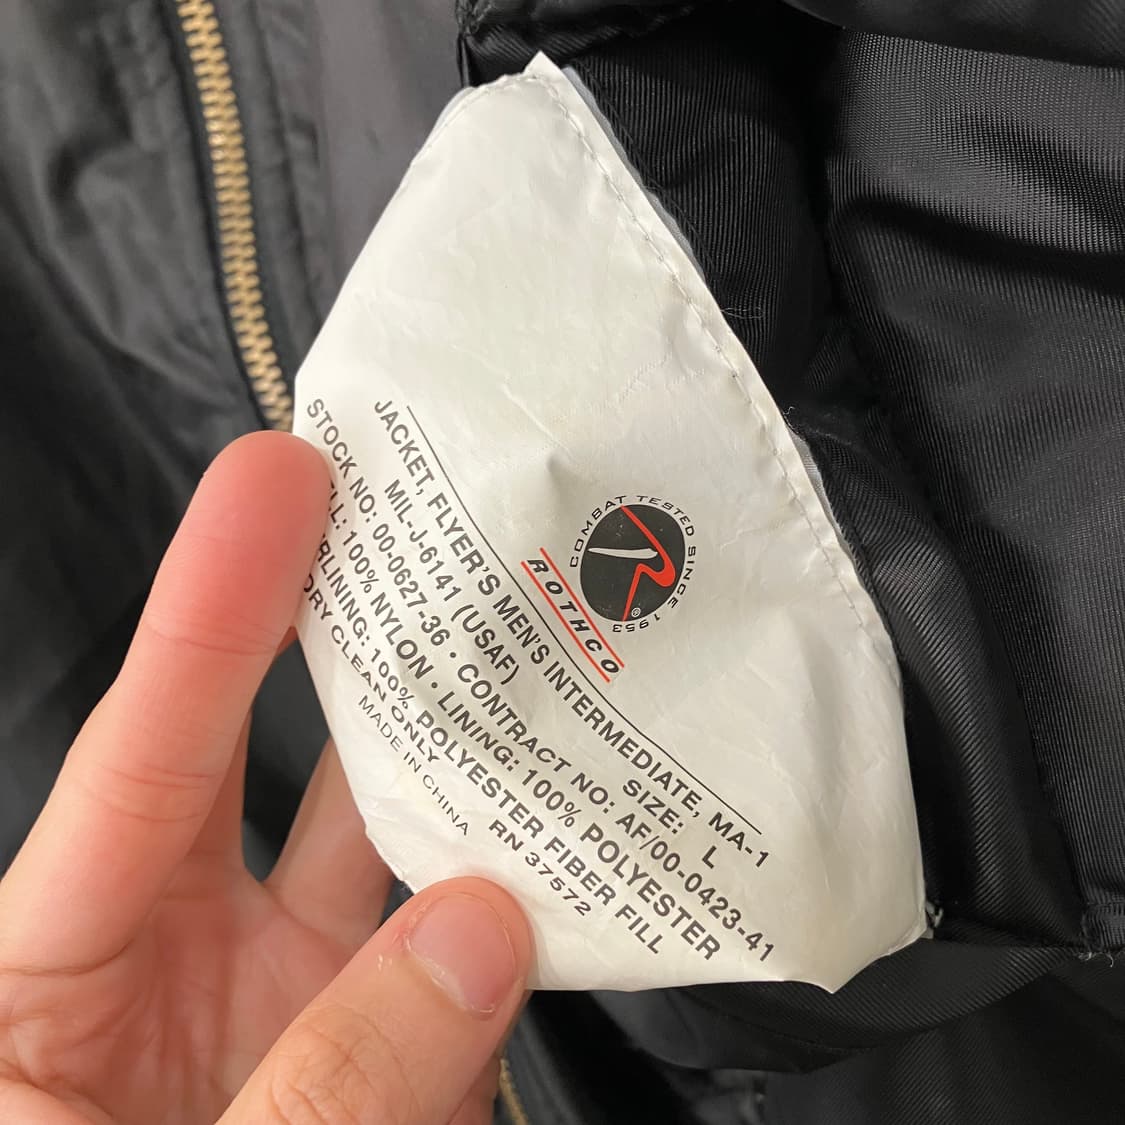 COMBAT TESTED SINCE 1953
R®
ROTHCO
JACKET, FLYER'S MEN'S INTERMEDIATE, MA-1
MIL-J-6141 (USAF) SIZE: L
STOCK NO: 00-0627-36 • CONTRACT NO: AF/00-0423-41
100% NYLON • LINING: 100% POLYESTER
100% POLYESTER FIBER FILL
DRY CLEAN ONLY RN 37572
MADE IN CHINA